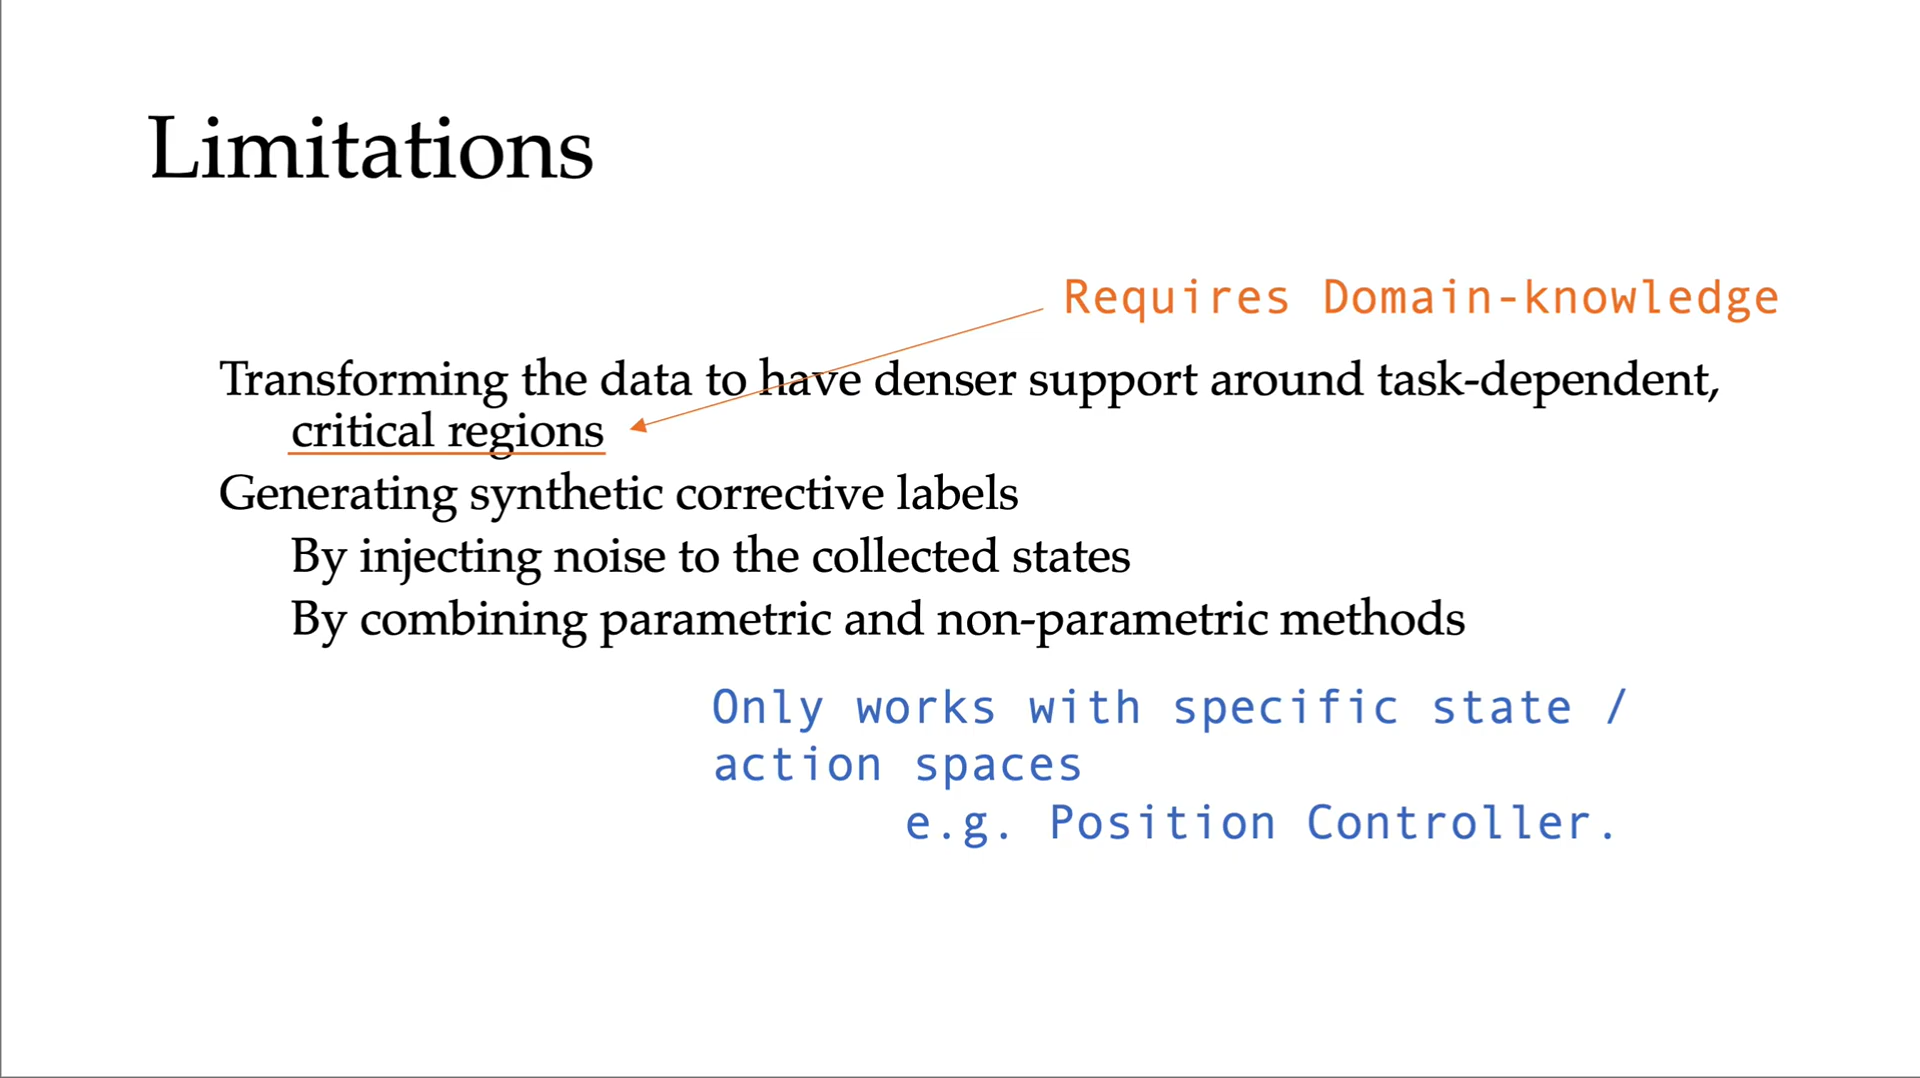 Limitations
Requires Domain-knowledge
Transforming the data to have denser support around task-dependent,
critical regions
Generating synthetic corrective labels
By injecting noise to the collected states
By combining parametric and non-parametric methods
Only works with specific state /
action spaces
e.g. Position Controller.